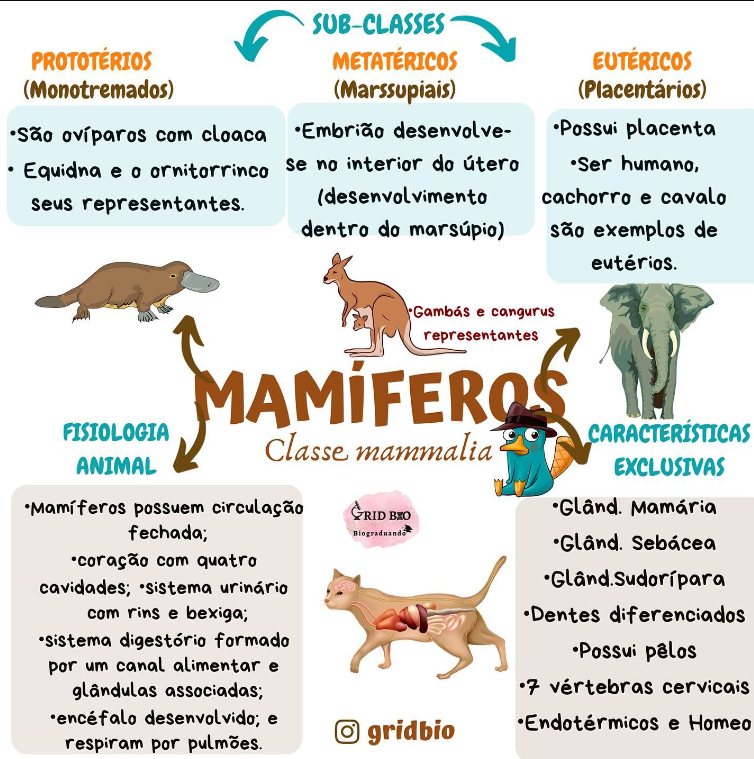 SUB-CLASSES
PROTOTÉRIOS
(Monotremados)
•São ovíparos com cloaca
• Equidna e o ornitorrinco
seus representantes.
METATÉRICOS
(Marssupiais)
•Embrião desenvolve-
se no interior do útero
(desenvolvimento
dentro do marsúpio)
EUTÉRICOS
(Placentários)
•Possui placenta
•Ser humano,
cachorro e cavalo
são exemplos de
eutérios.
•Gambás e cangurus
representantes
MAMÍFEROS
Classe mammalia
FISIOLOGIA
ANIMAL
•Mamíferos possuem circulação
fechada;
•coração com quatro
cavidades; •sistema urinário
com rins e bexiga;
•sistema digestório formado
por um canal alimentar e
glândulas associadas;
•encéfalo desenvolvido; e
respiram por pulmões.
GRID BIO
Biograduando
gridbio
CARACTERÍSTICAS
EXCLUSIVAS
•Glând. Mamária
•Glând. Sebácea
•Glând.Sudorípara
•Dentes diferenciados
•Possui pêlos
•7 vértebras cervicais
•Endotérmicos e Homeo